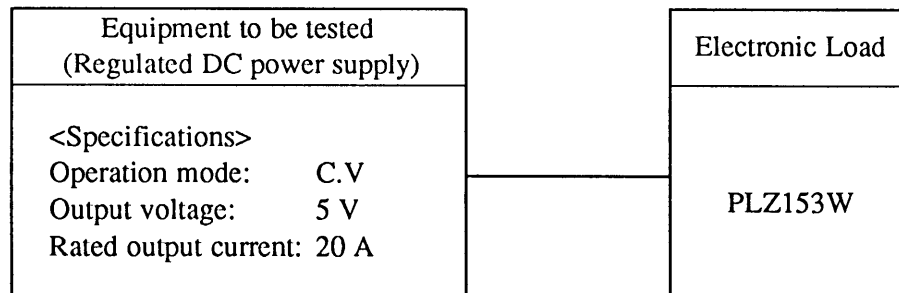 Equipment to be tested
(Regulated DC power supply)
<Specifications>
Operation mode: C.V
Output voltage: 5 V
Rated output current: 20 A
Electronic Load
PLZ153W